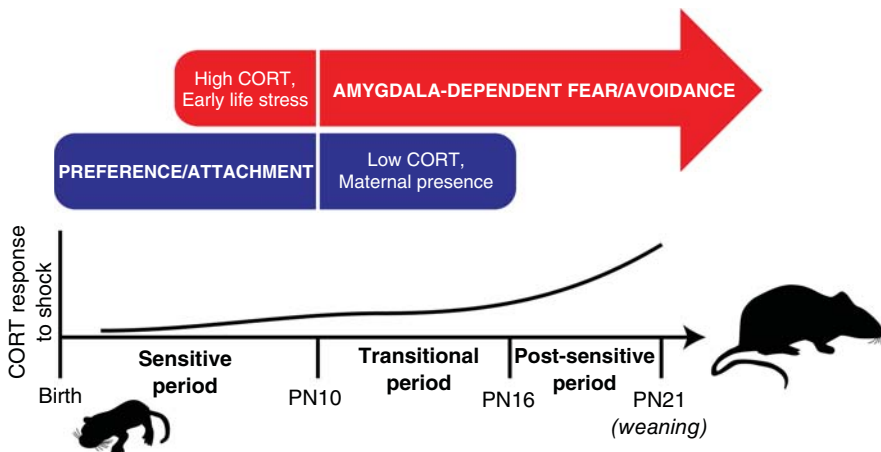 High CORT,
Early life stress
AMYGDALA-DEPENDENT FEAR/AVOIDANCE
PREFERENCE/ATTACHMENT
Low CORT,
Maternal presence
CORT response
to shock
Sensitive
period
Transitional
period
Post-sensitive
period
Birth
PN10
PN16
PN21
(weaning)